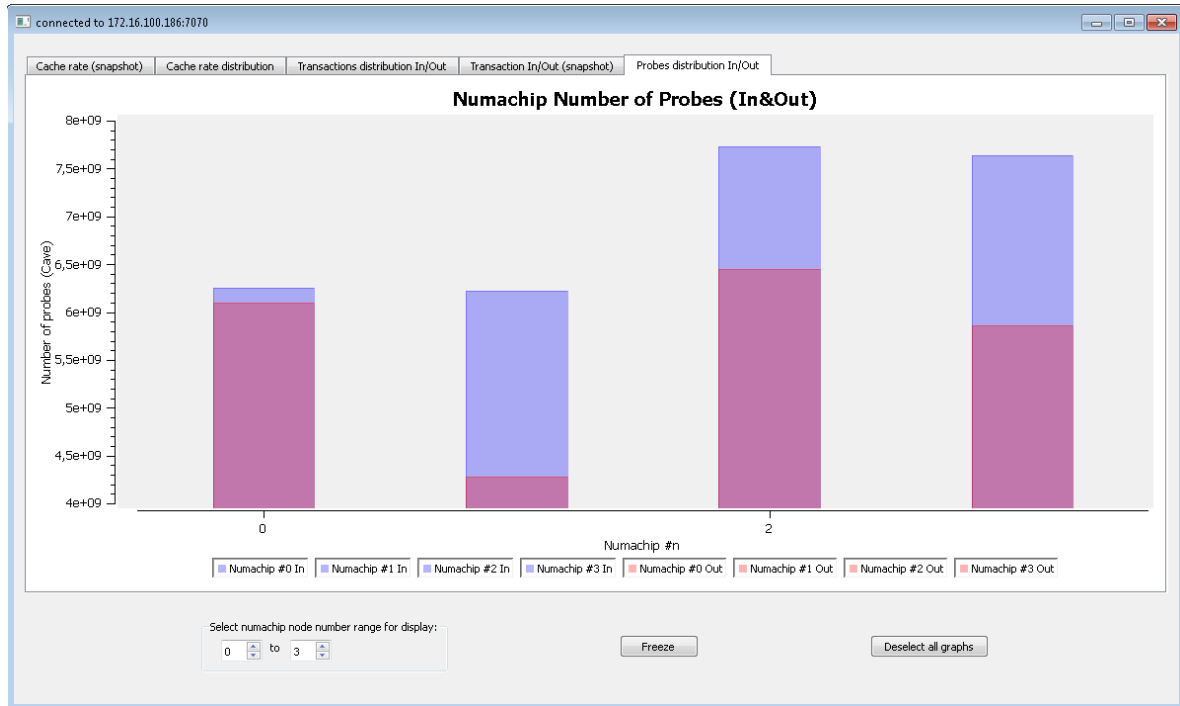 connected to 172.16.100.186:7070
Cache rate (snapshot) Cache rate distribution Transactions distribution In/Out Transaction In/Out (snapshot) Probes distribution In/Out
Numachip Number of Probes (In&Out)
8e+09
7,5e+09
7e+09
6,5e+09
6e+09
5,5e+09
5e+09
4,5e+09
4e+09
Number of probes (Cave)
0 2
Numachip #n
Numachip #0 In Numachip #1 In Numachip #2 In Numachip #3 In Numachip #0 Out Numachip #1 Out Numachip #2 Out Numachip #3 Out
Select numachip node number range for display:
0 to 3
Freeze
Deselect all graphs